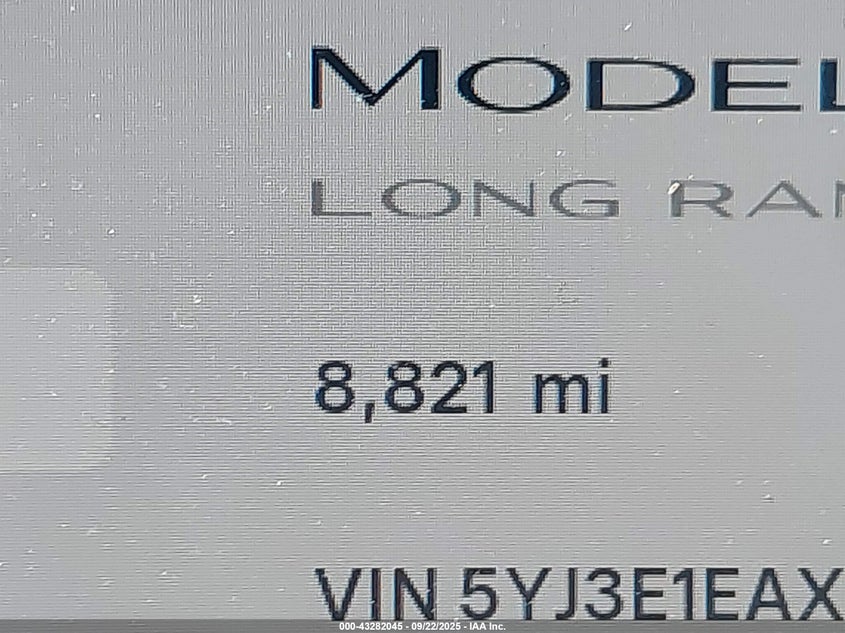 MODEL
LONG RAN
8,821 mi
VIN 5YJ3E1EAX
000-43282045 - 09/22/2025 - IAA Inc.